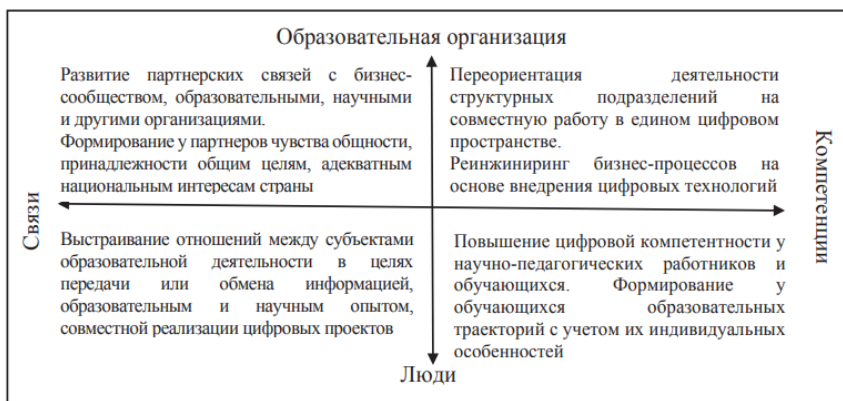 Образовательная организация
Развитие партнерских связей с бизнес-
сообществом, образовательными, научными
и другими организациями.
Формирование у партнеров чувства общности,
принадлежности общим целям, адекватным
национальным интересам страны
Переориентация деятельности
структурных подразделений на
совместную работу в едином цифровом
пространстве.
Реинжиниринг бизнес-процессов на
основе внедрения цифровых технологий
Связи
Компетенции
Выстраивание отношений между субъектами
образовательной деятельности в целях
передачи или обмена информацией,
образовательным и научным опытом,
совместной реализации цифровых проектов
Повышение цифровой компетентности у
научно-педагогических работников и
обучающихся. Формирование у
обучающихся образовательных
траекторий с учетом их индивидуальных
особенностей
Люди